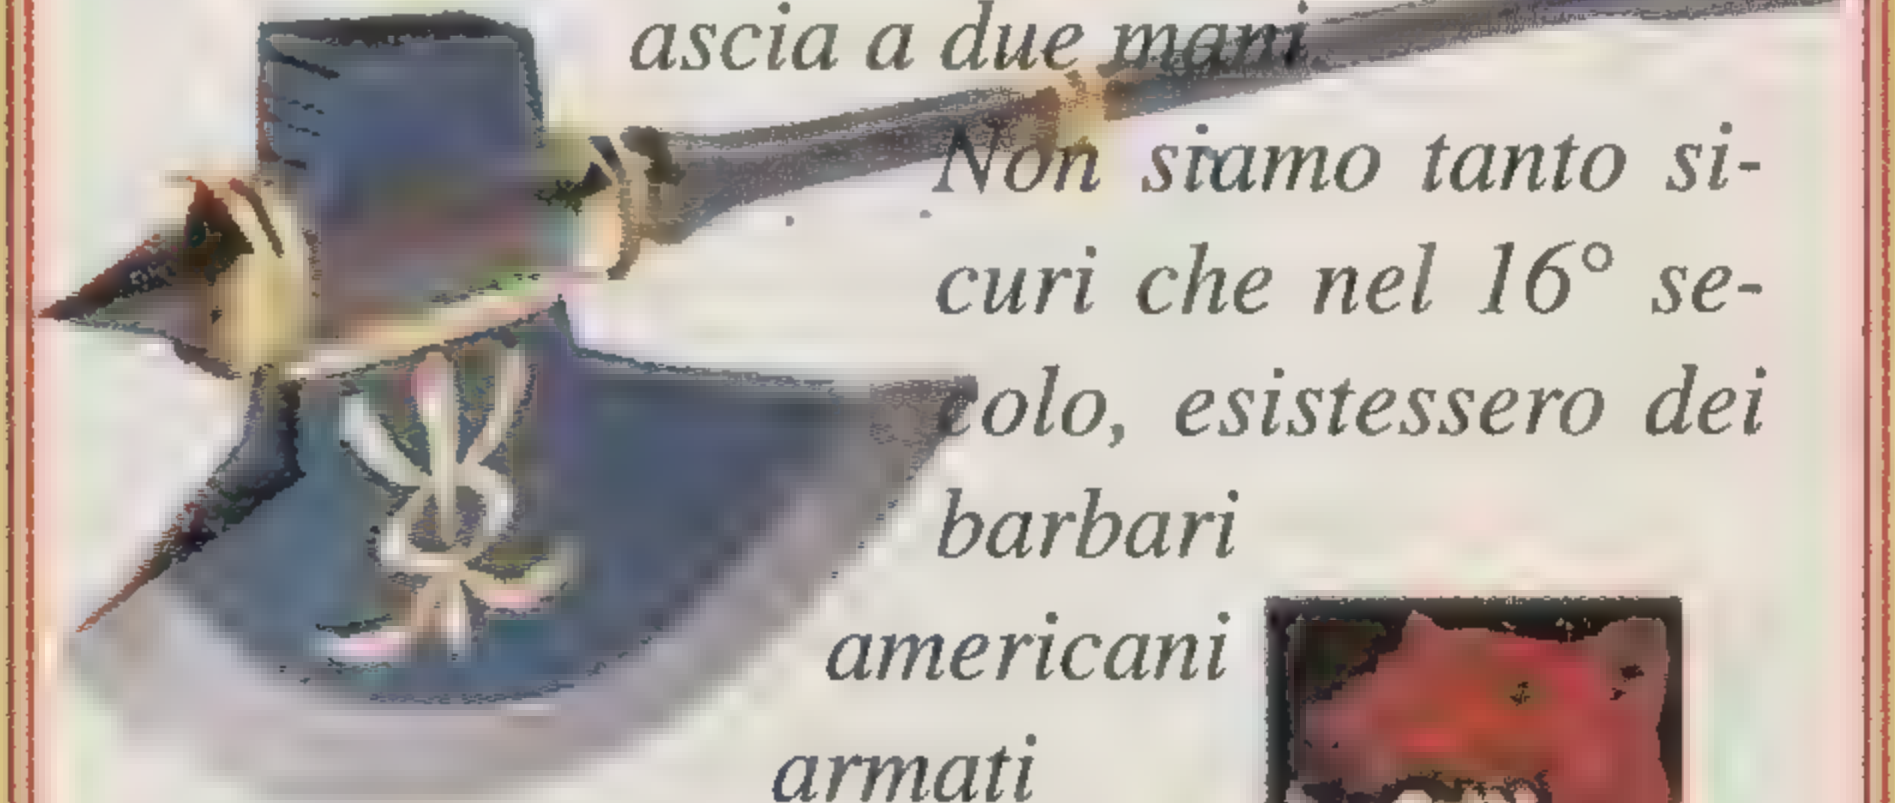 ascia a due mani
Non siamo tanto si-
curi che nel 16° se-
colo, esistessero dei
barbari
americani
armati